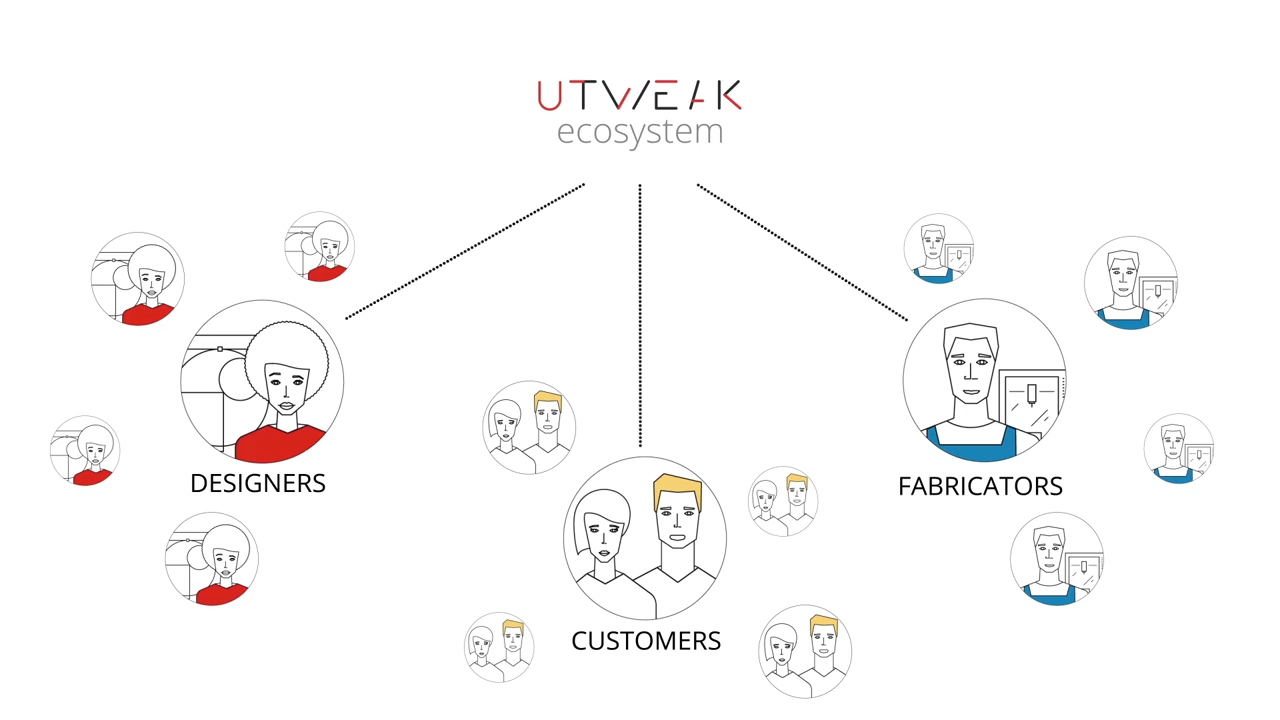 UTWEAK
ecosystem
DESIGNERS
FABRICATORS
CUSTOMERS